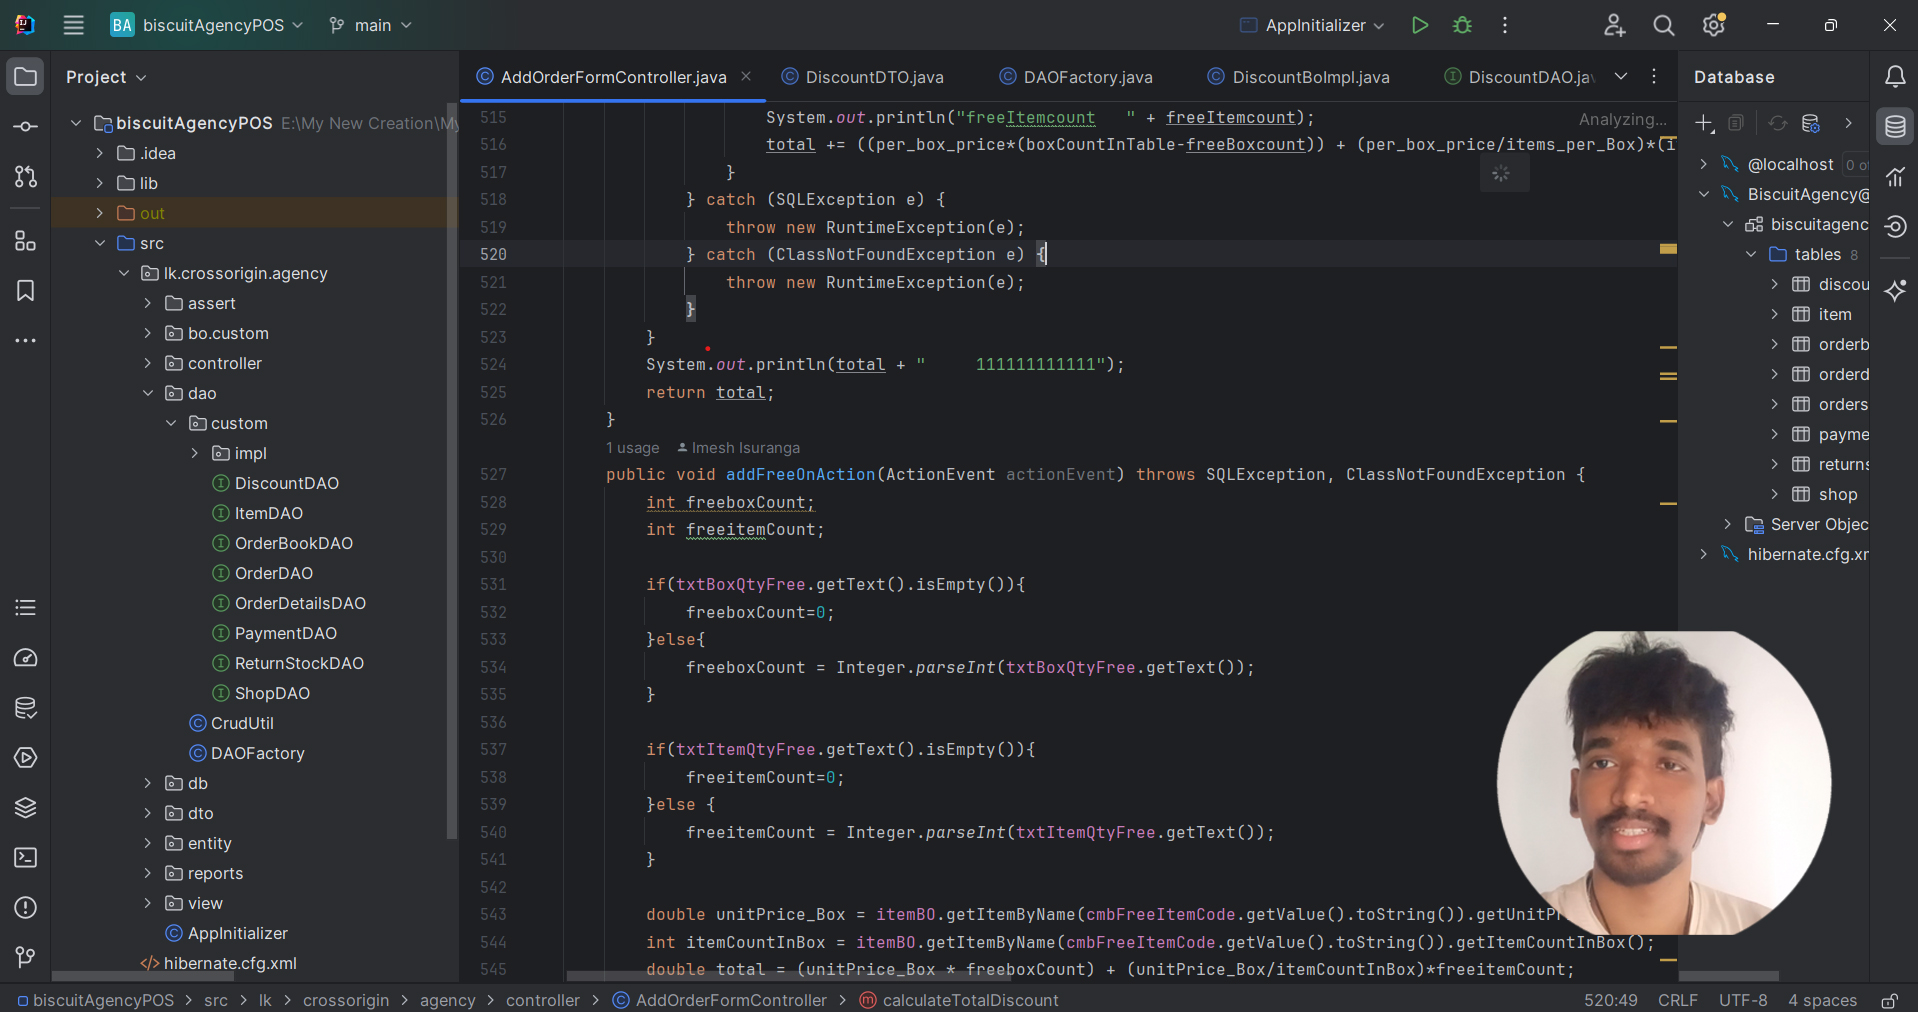 BA biscuitAgencyPOS main AppInitializer
Project
biscuitAgencyPOS E:\My New Creation\My
.idea
lib
out
src
lk.crossorigin.agency
assert
bo.custom
controller
dao
custom
impl
DiscountDAO
ItemDAO
OrderBookDAO
OrderDAO
OrderDetailsDAO
PaymentDAO
ReturnStockDAO
ShopDAO
CrudUtil
DAOFactory
db
dto
entity
reports
view
AppInitializer
hibernate.cfg.xml
AddOrderFormController.java DiscountDTO.java DAOFactory.java DiscountBoImpl.java DiscountDAO.jav
Analyzing...
515 System.out.println("freeItemcount   " + freeItemcount);
516 total += ((per_box_price*(boxCountInTable-freeBoxcount)) + (per_box_price/items_per_Box)*(i
517 }
518 } catch (SQLException e) {
519 throw new RuntimeException(e);
520 } catch (ClassNotFoundException e) {
521 throw new RuntimeException(e);
522 }
523 }
524 System.out.println(total + "     111111111111");
525 return total;
526 }
1 usage Imesh Isuranga
527 public void addFreeOnAction(ActionEvent actionEvent) throws SQLException, ClassNotFoundException {
528 int freeboxCount;
529 int freeitemCount;
530
531 if(txtBoxQtyFree.getText().isEmpty()){
532 freeboxCount=0;
533 }else{
534 freeboxCount = Integer.parseInt(txtBoxQtyFree.getText());
535 }
536
537 if(txtItemQtyFree.getText().isEmpty()){
538 freeitemCount=0;
539 }else {
540 freeitemCount = Integer.parseInt(txtItemQtyFree.getText());
541 }
542
543 double unitPrice_Box = itemBO.getItemByName(cmbFreeItemCode.getValue().toString()).getUnitPr
544 int itemCountInBox = itemBO.getItemByName(cmbFreeItemCode.getValue().toString()).getItemCountInBox();
545 double total = (unitPrice_Box * freeboxCount) + (unitPrice_Box/itemCountInBox)*freeitemCount;
Database
@localhost 0 of
BiscuitAgency@
biscuitagenc
tables 8
discou
item
orderb
orderd
orders
payme
returns
shop
Server Objec
hibernate.cfg.xm
biscuitAgencyPOS > src > lk > crossorigin > agency > controller > AddOrderFormController > calculateTotalDiscount
520:49 CRLF UTF-8 4 spaces